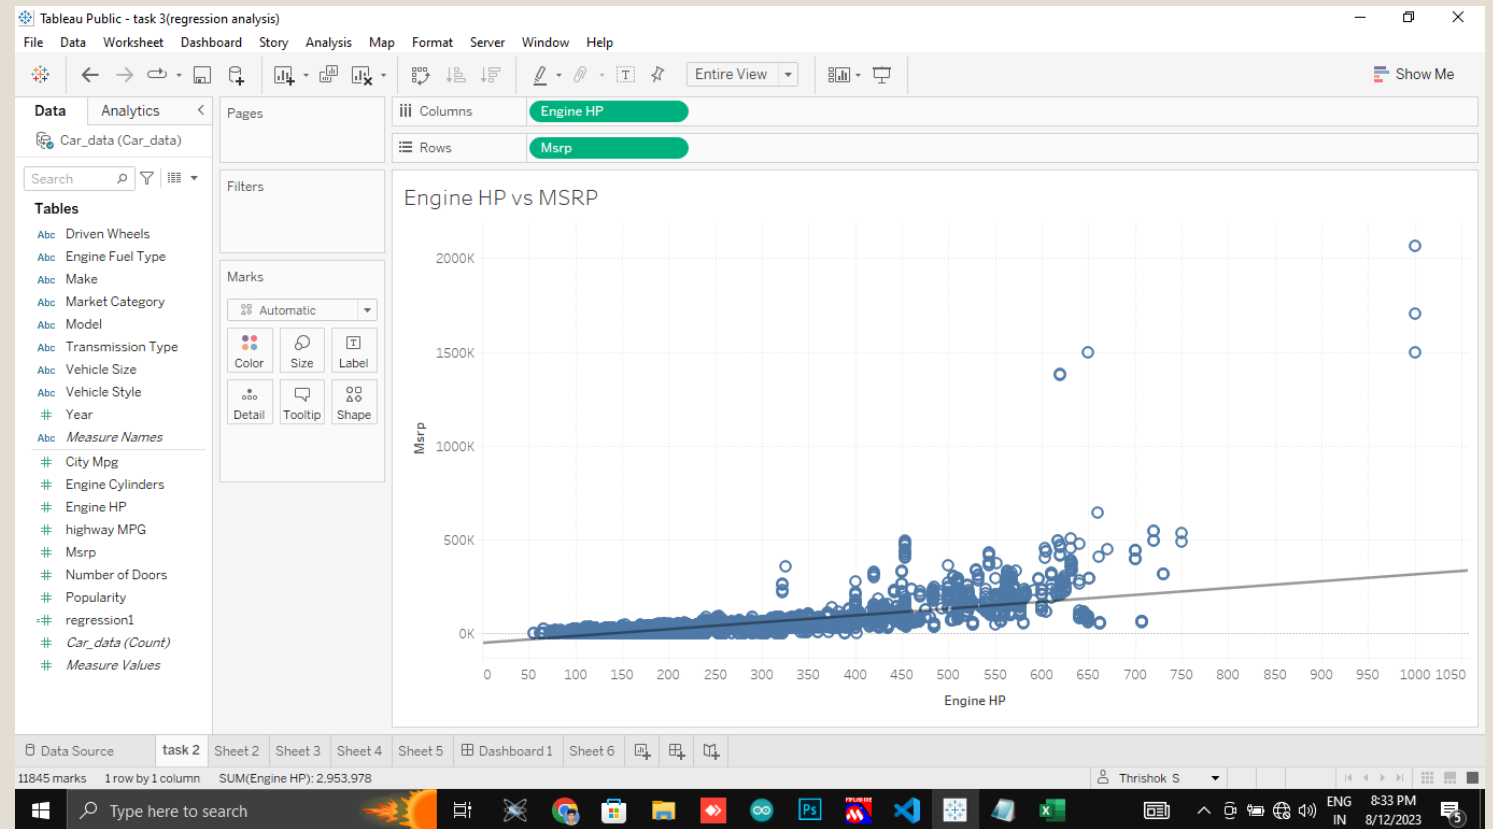 Tableau Public - task 3(regression analysis)
File Data Worksheet Dashboard Story Analysis Map Format Server Window Help
Entire View
Show Me
Data Analytics
Pages
Columns Engine HP
Car_data (Car_data)
Rows Msrp
Search
Filters
Engine HP vs MSRP
Tables
Abc Driven Wheels
Abc Engine Fuel Type
Abc Make
Abc Market Category
Abc Model
Abc Transmission Type
Abc Vehicle Size
Abc Vehicle Style
# Year
Abc Measure Names
# City Mpg
# Engine Cylinders
# Engine HP
# highway MPG
# Msrp
# Number of Doors
# Popularity
=# regression1
# Car_data (Count)
# Measure Values
Marks
Automatic
Color Size Label
Detail Tooltip Shape
2000K
1500K
1000K
500K
0K
Msrp
0 50 100 150 200 250 300 350 400 450 500 550 600 650 700 750 800 850 900 950 1000 1050
Engine HP
Data Source task 2 Sheet 2 Sheet 3 Sheet 4 Sheet 5 Dashboard 1 Sheet 6
11845 marks 1 row by 1 column SUM(Engine HP): 2,953,978 Thrishok S
Type here to search
Ps
ENG 8:33 PM
IN 8/12/2023
5